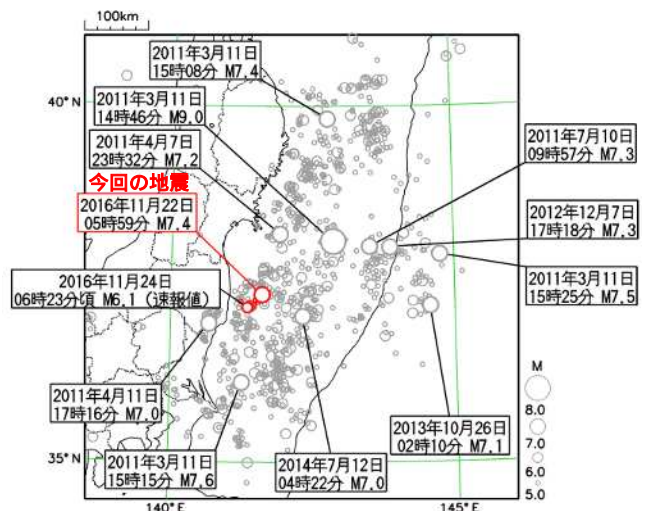 100km
2011年3月11日
15時08分 M7.4
40°N
2011年3月11日
14時46分 M9.0
2011年4月7日
23時32分 M7.2
2011年7月10日
09時57分 M7.3
今回の地震
2016年11月22日
05時59分 M7.4
2012年12月7日
17時18分 M7.3
2016年11月24日
06時23分頃 M6.1 (速報値)
2011年3月11日
15時25分 M7.5
M
8.0
7.0
6.0
5.0
2011年4月11日
17時16分 M7.0
2013年10月26日
02時10分 M7.1
2011年3月11日
15時15分 M7.6
2014年7月12日
04時22分 M7.0
35°N
140°E
145°E